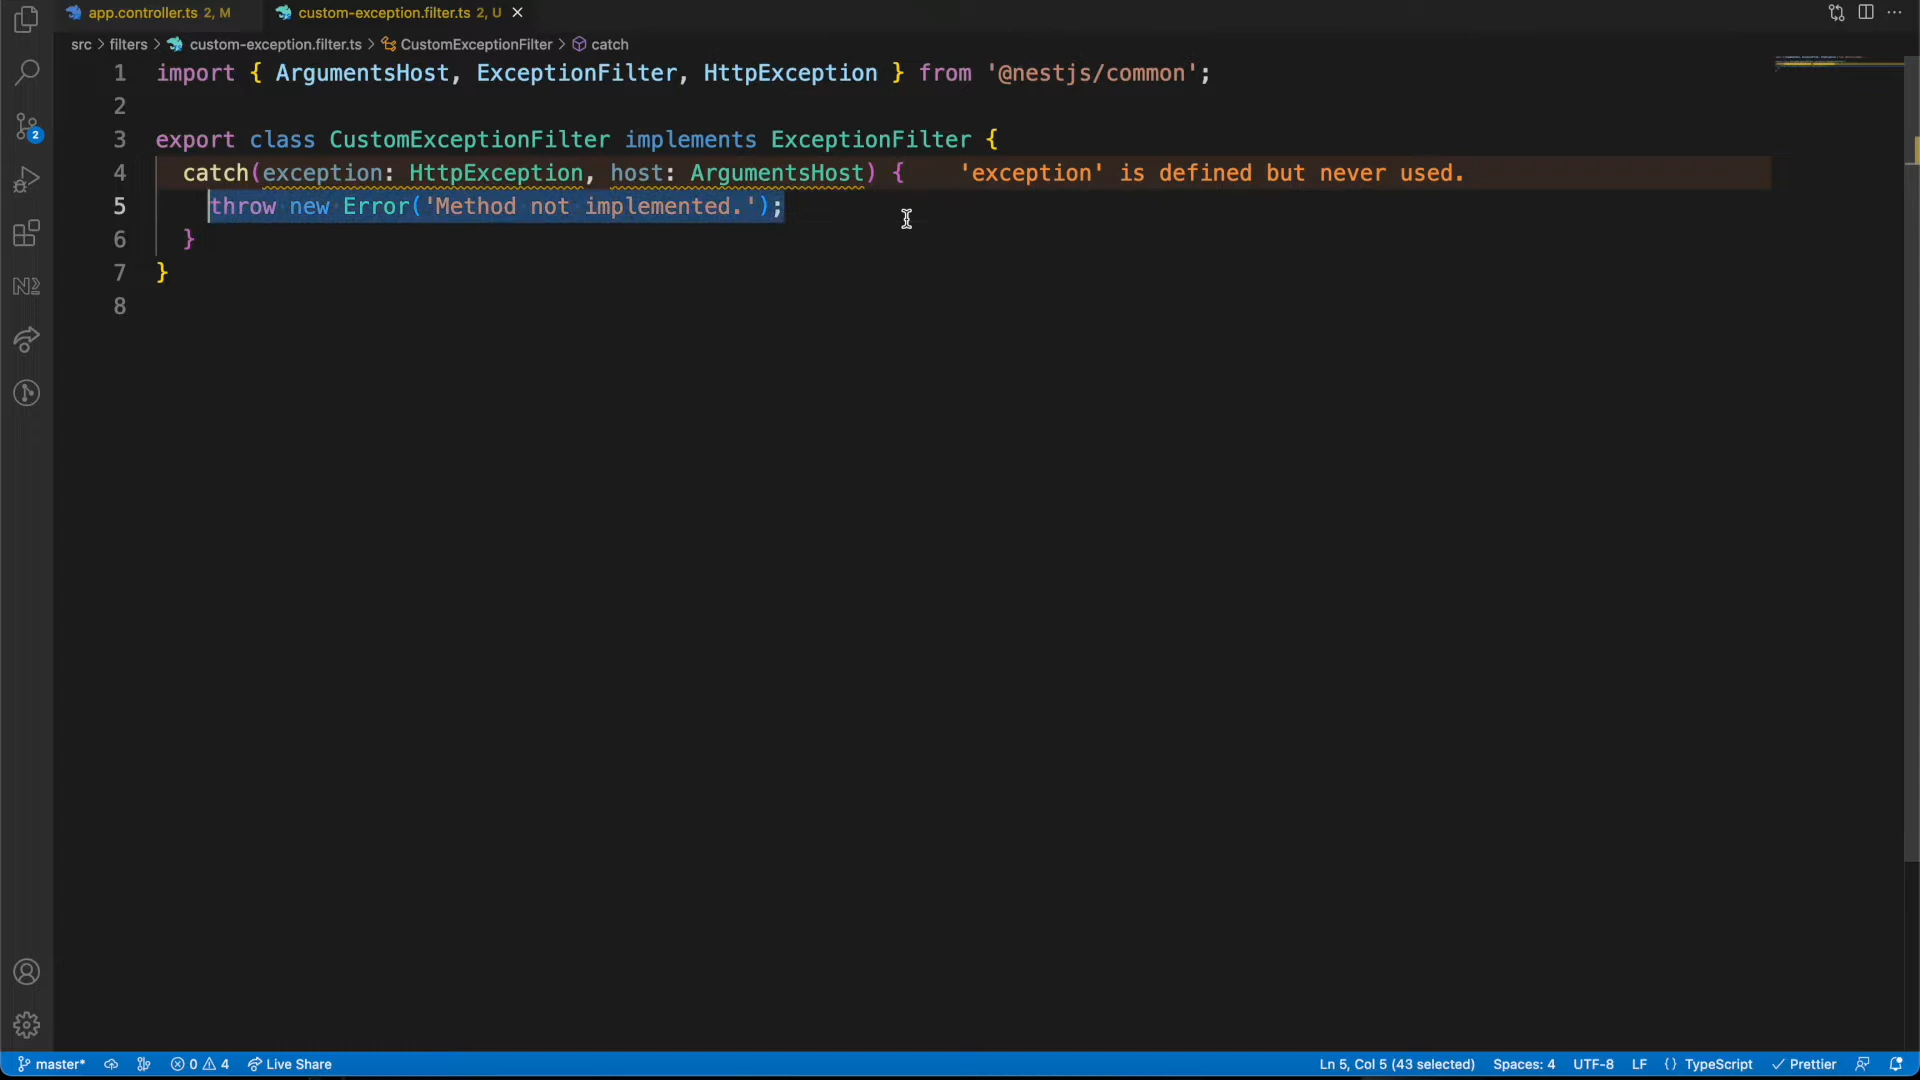 app.controller.ts 2, M
custom-exception.filter.ts 2, U
src > filters > custom-exception.filter.ts > CustomExceptionFilter > catch
1 import { ArgumentsHost, ExceptionFilter, HttpException } from '@nestjs/common';
2
3 export class CustomExceptionFilter implements ExceptionFilter {
4 catch(exception: HttpException, host: ArgumentsHost) { 'exception' is defined but never used.
5 throw new Error('Method not implemented.');
6 }
7 }
8
2
master* 0 4 Live Share Ln 5, Col 5 (43 selected) Spaces: 4 UTF-8 LF {} TypeScript Prettier